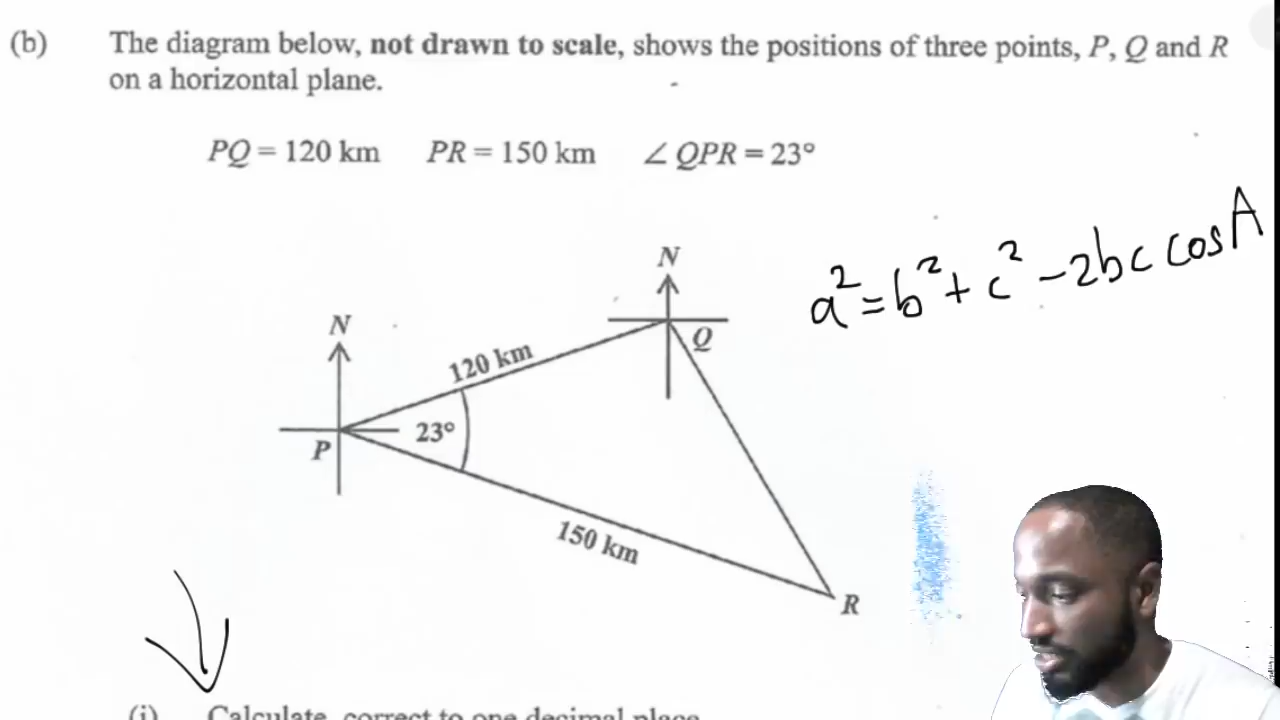 (b) The diagram below, not drawn to scale, shows the positions of three points, P, Q and R
on a horizontal plane.
PQ = 120 km PR = 150 km ∠ QPR = 23°
a² = b² + c² - 2bc cos A
N
N
Q
120 km
23°
P
150 km
R
(i) Calculate, correct to one decimal place